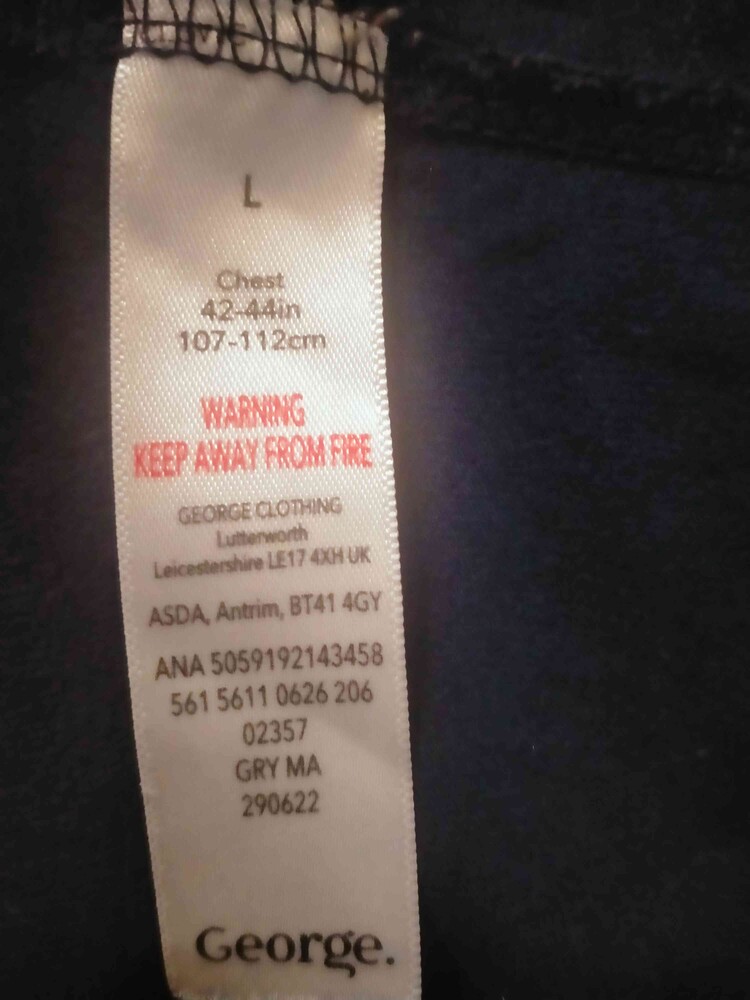 L
Chest
42-44in
107-112cm
WARNING
KEEP AWAY FROM FIRE
GEORGE CLOTHING
Lutterworth
Leicestershire LE17 4XH UK
ASDA, Antrim, BT41 4GY
ANA 5059192143458
561 5611 0626 206
02357
GRY MA
290622
George.